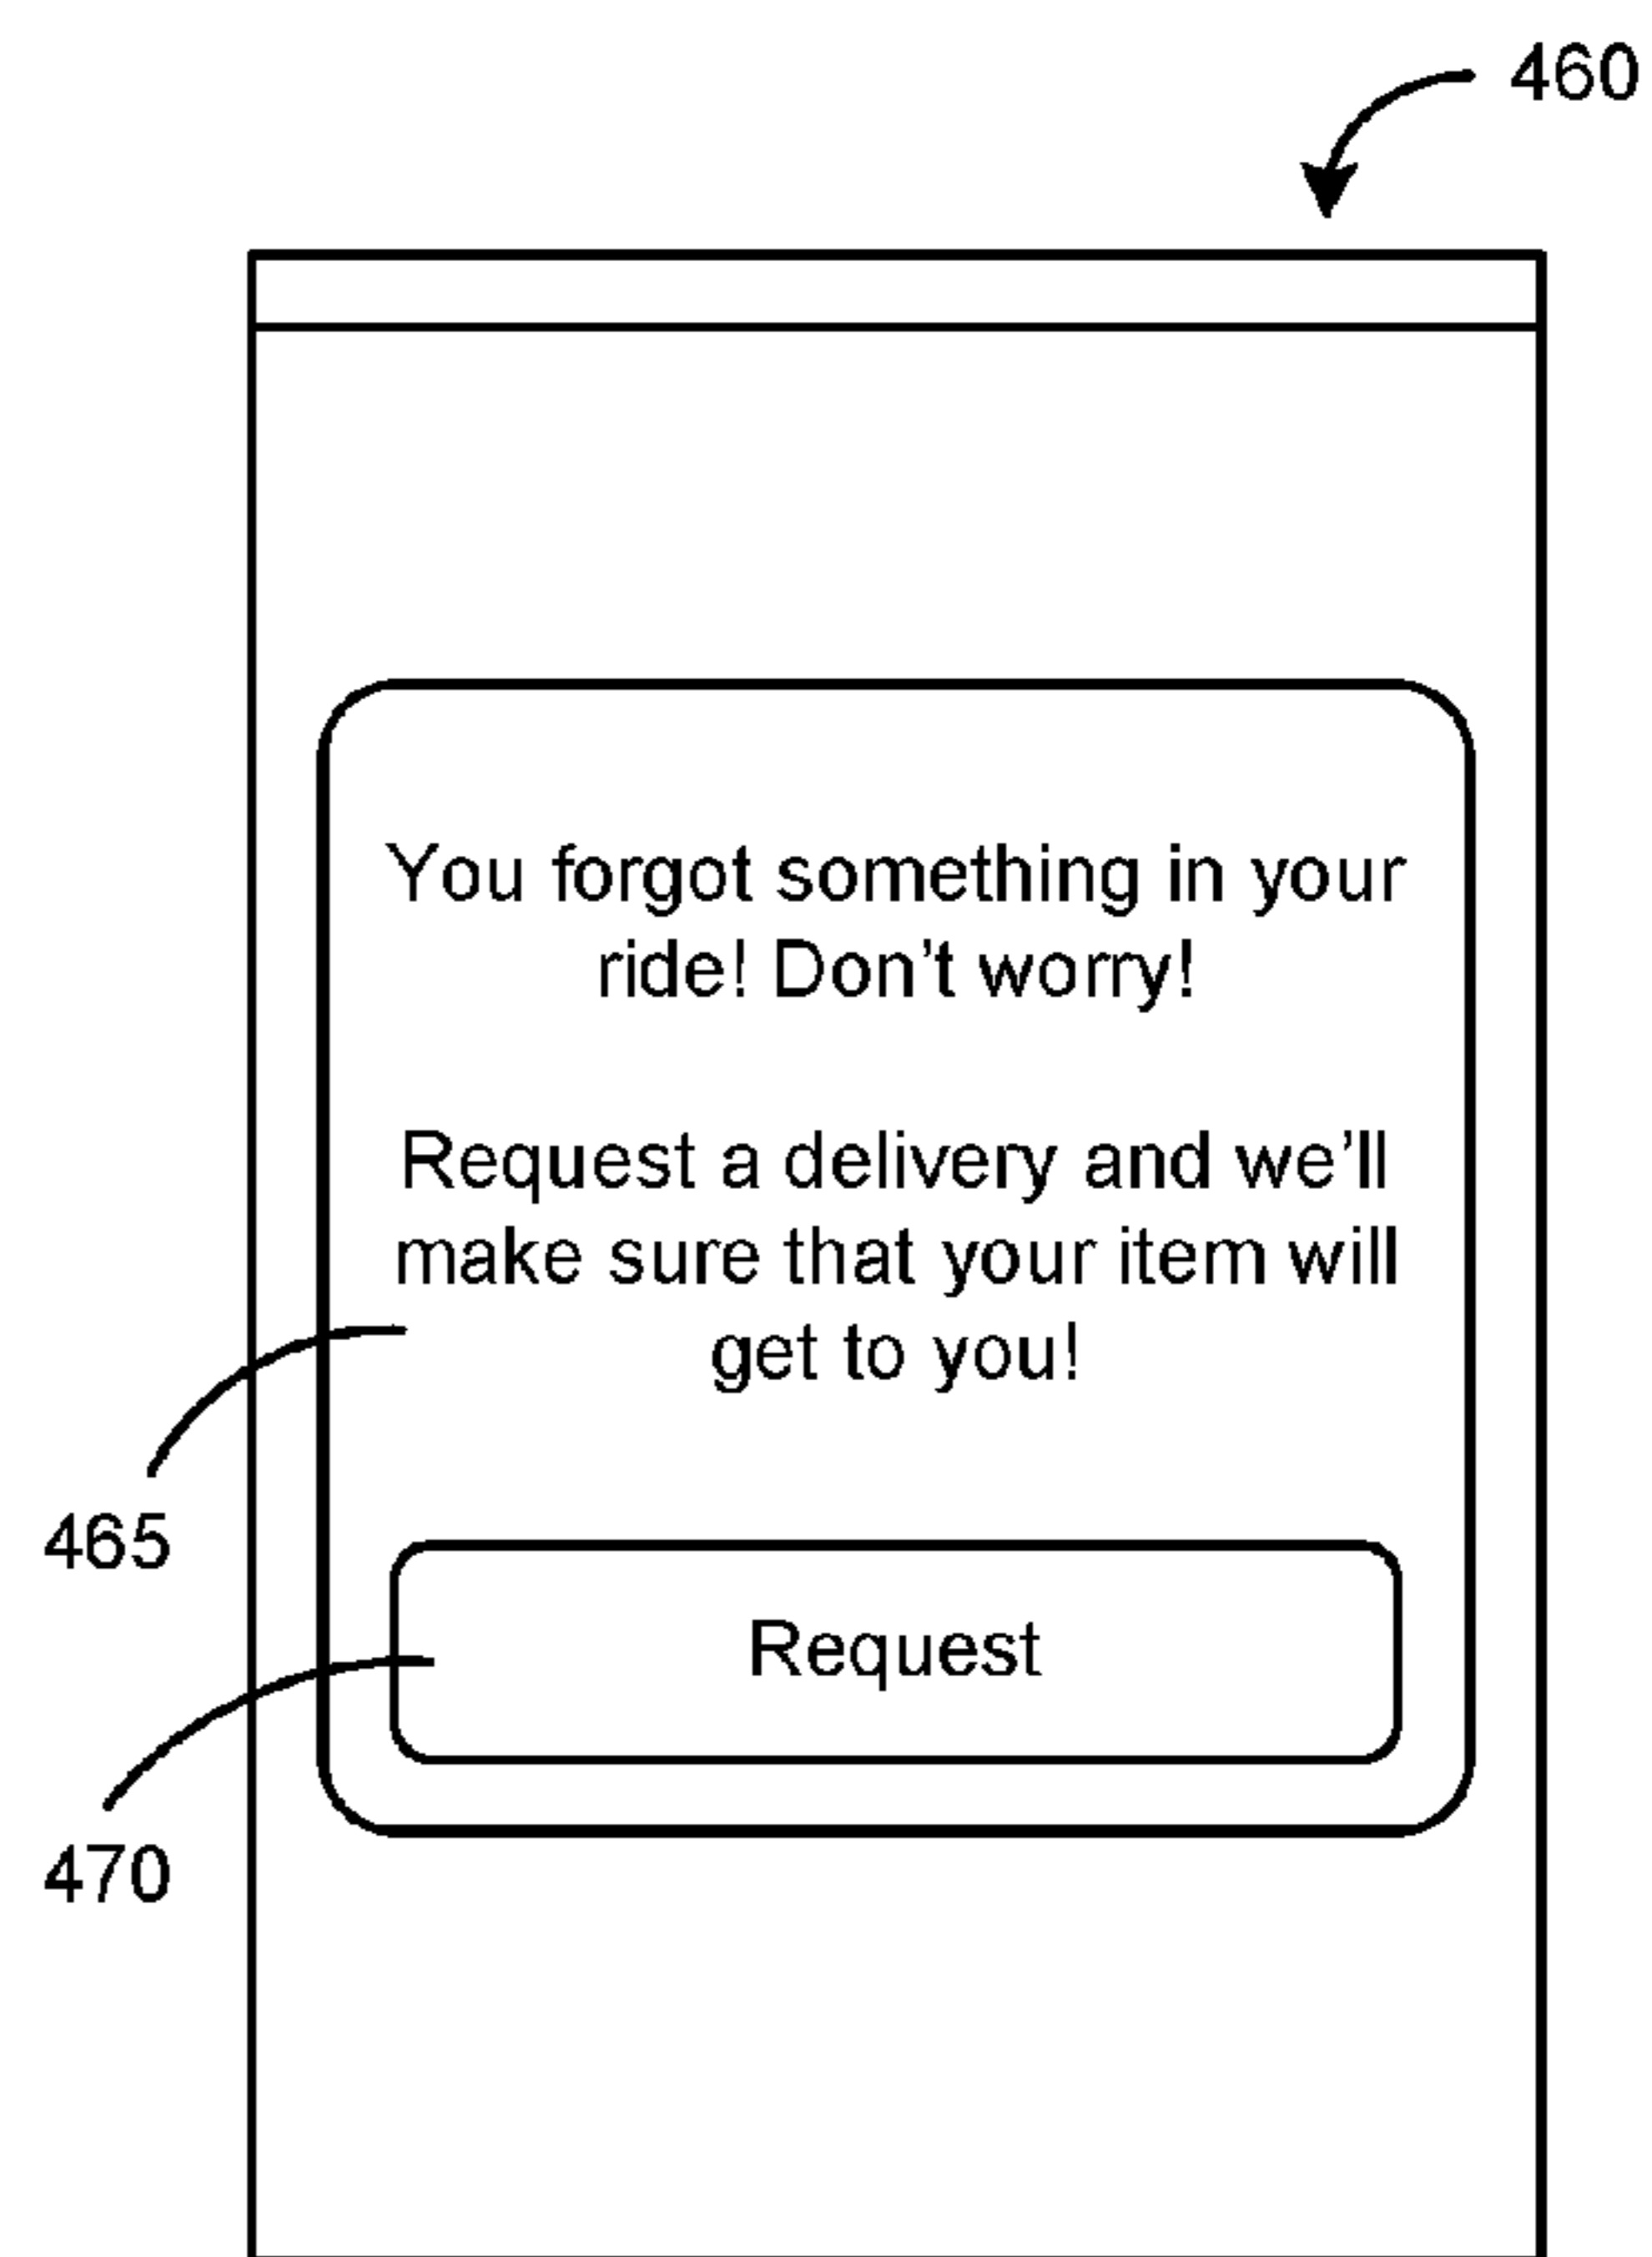 460
You forgot something in your
ride! Don't worry!
Request a delivery and we'll
make sure that your item will
get to you!
465
Request
470